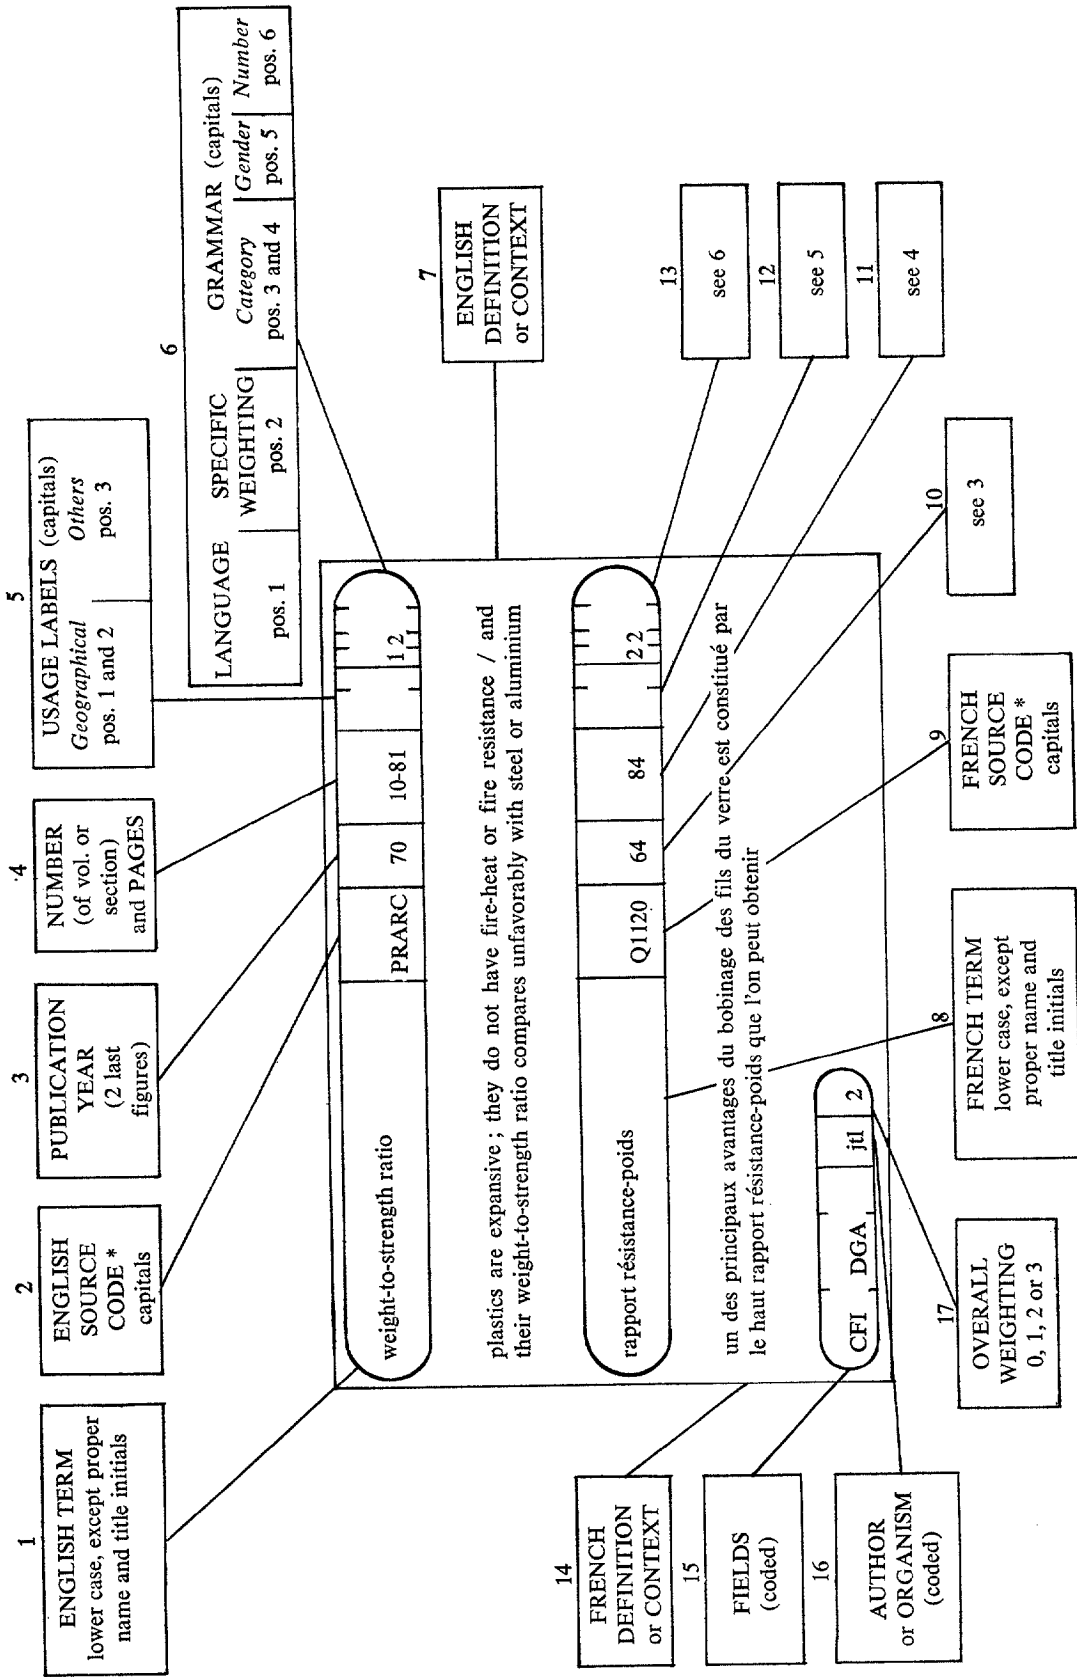 1
ENGLISH TERM
lower case, except proper
name and title initials
2
ENGLISH
SOURCE
CODE *
capitals
3
PUBLICATION
YEAR
(2 last
figures)
4
NUMBER
(of vol. or
section)
and PAGES
5
USAGE LABELS (capitals)
Geographical Others
pos. 1 and 2 pos. 3
6
GRAMMAR (capitals)
LANGUAGE SPECIFIC WEIGHTING Category Gender Number
pos. 1 pos. 2 pos. 3 and 4 pos. 5 pos. 6
7
ENGLISH
DEFINITION
or CONTEXT
weight-to-strength ratio PRARC 70 10-81 1 2
plastics are expansive ; they do not have fire-heat or fire resistance / and
their weight-to-strength ratio compares unfavorably with steel or aluminium
rapport résistance-poids Q1120 64 84 2 2
un des principaux avantages du bobinage des fils du verre est constitué par
le haut rapport résistance-poids que l'on peut obtenir
CFI DGA jtl 2
13
see 6
12
see 5
11
see 4
10
see 3
9
FRENCH
SOURCE
CODE *
capitals
8
FRENCH TERM
lower case, except
proper name and
title initials
17
OVERALL
WEIGHTING
0, 1, 2 or 3
14
FRENCH
DEFINITION
or CONTEXT
15
FIELDS
(coded)
16
AUTHOR
or ORGANISM
(coded)